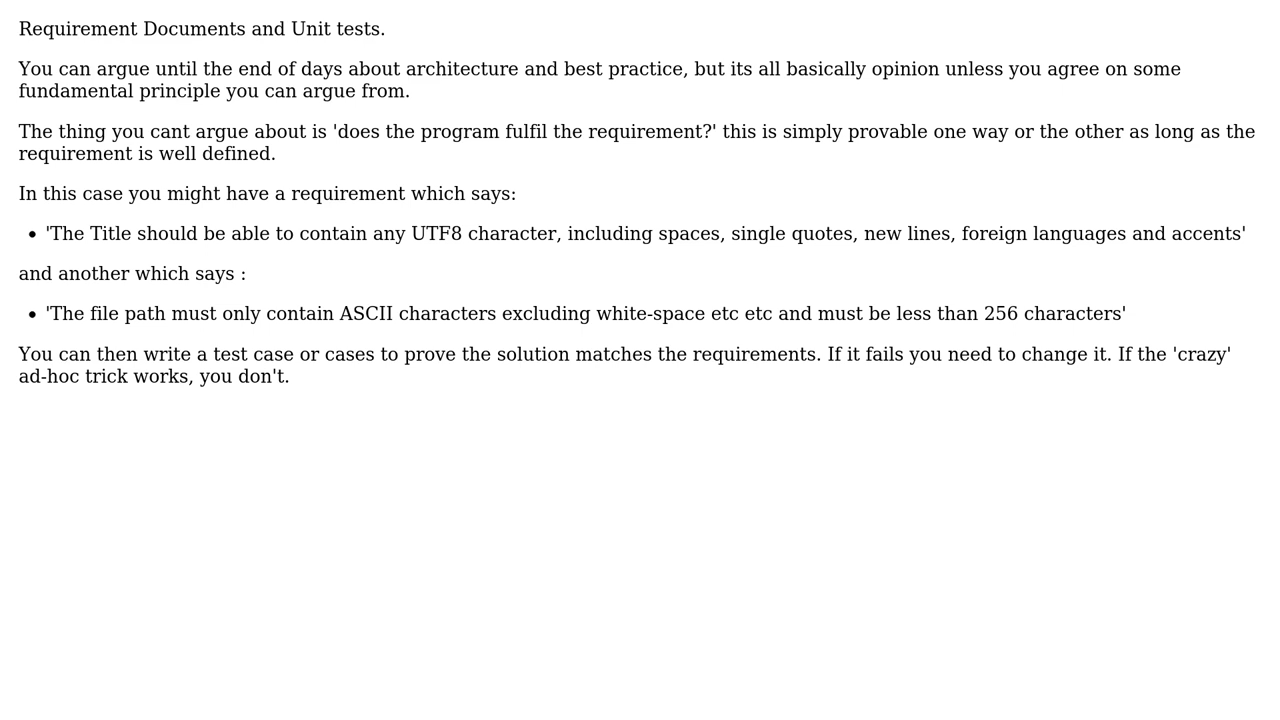 Requirement Documents and Unit tests.
You can argue until the end of days about architecture and best practice, but its all basically opinion unless you agree on some
fundamental principle you can argue from.
The thing you cant argue about is 'does the program fulfil the requirement?' this is simply provable one way or the other as long as the
requirement is well defined.
In this case you might have a requirement which says:
• 'The Title should be able to contain any UTF8 character, including spaces, single quotes, new lines, foreign languages and accents'
and another which says :
• 'The file path must only contain ASCII characters excluding white-space etc etc and must be less than 256 characters'
You can then write a test case or cases to prove the solution matches the requirements. If it fails you need to change it. If the 'crazy'
ad-hoc trick works, you don't.